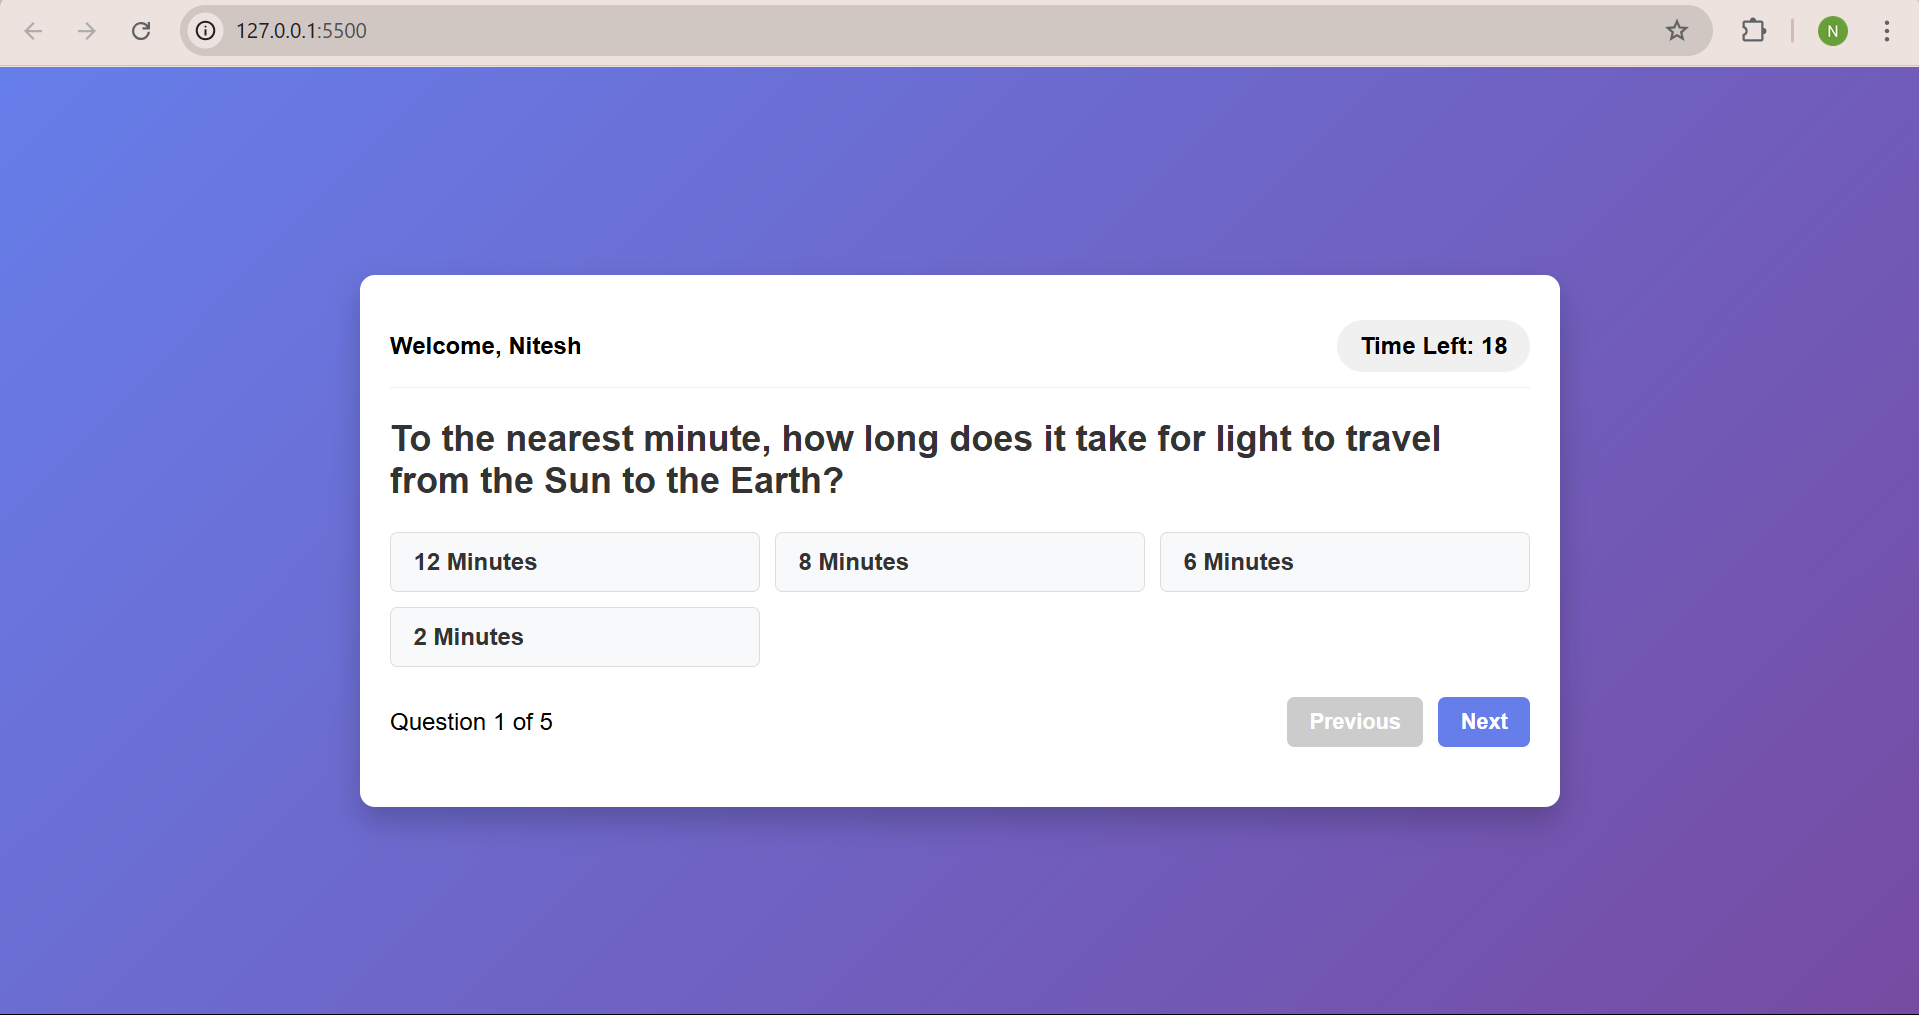 127.0.0.1:5500
N
Welcome, Nitesh
Time Left: 18
To the nearest minute, how long does it take for light to travel
from the Sun to the Earth?
12 Minutes
8 Minutes
6 Minutes
2 Minutes
Question 1 of 5
Previous
Next